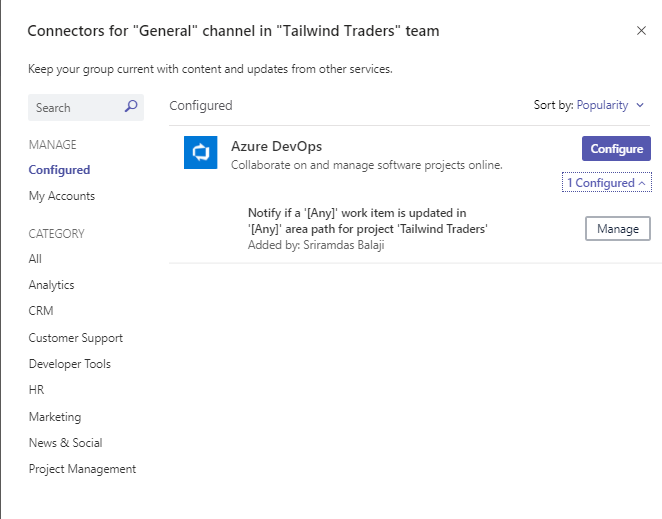 Connectors for "General" channel in "Tailwind Traders" team
Keep your group current with content and updates from other services.
Search
MANAGE
Configured
My Accounts
CATEGORY
All
Analytics
CRM
Customer Support
Developer Tools
HR
Marketing
News & Social
Project Management
Configured
Sort by: Popularity
Azure DevOps
Collaborate on and manage software projects online.
Configure
1 Configured
Notify if a '[Any]' work item is updated in
'[Any]' area path for project 'Tailwind Traders'
Added by: Sriramdas Balaji
Manage